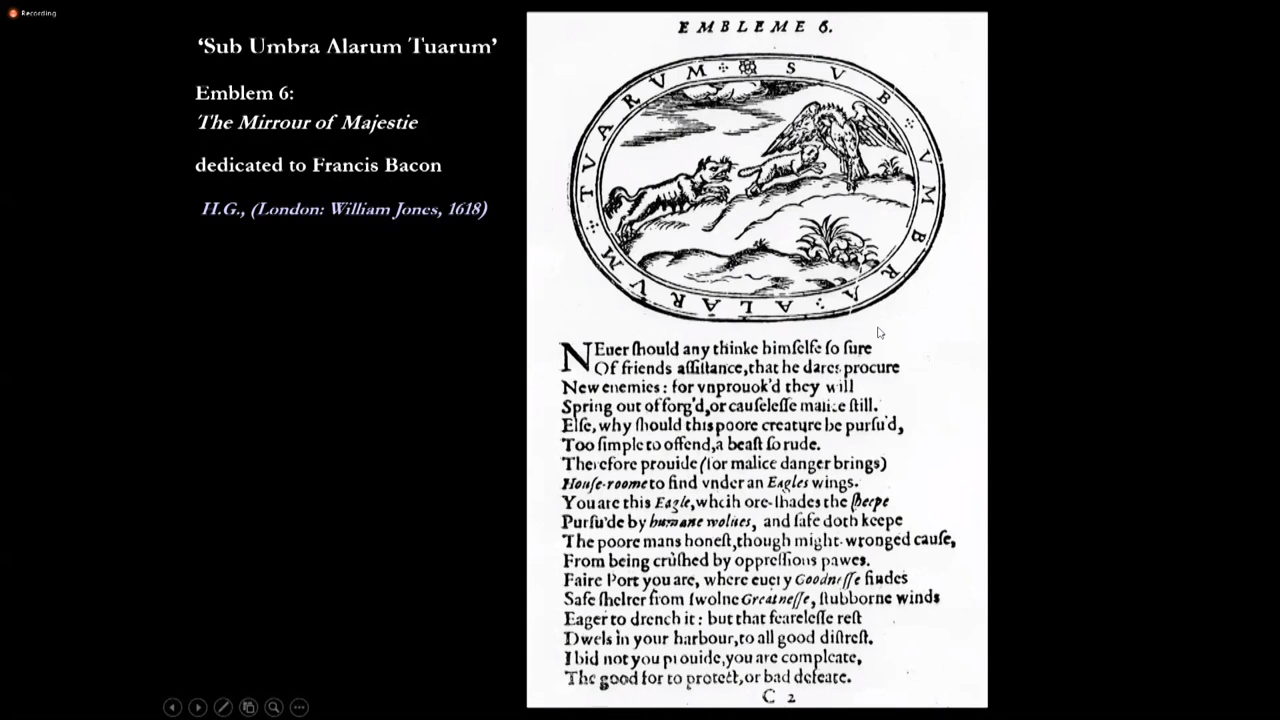 Recording
‘Sub Umbra Alarum Tuarum’
Emblem 6:
The Mirrour of Majestie
dedicated to Francis Bacon
H.G., (London: William Jones, 1618)
EMBLEME 6.
SVB VMBRA ALARVM TVARVM
NEuer ſhould any thinke himſelfe ſo ſure
Of friends aſſiſtance, that he dares procure
New enemies: for vnprouok'd they will
Spring out of forg'd, or cauſeleſſe malice ſtill.
Elſe, why ſhould this poore creature be purſu'd,
Too ſimple to offend, a beaſt ſo rude.
Therefore prouide (for malice danger brings)
Houſe-roome to find vnder an Eagles wings.
You are this Eagle, which ore-ſhades the ſheepe
Purſu'de by humane wolues, and ſafe doth keepe
The poore mans honeſt, though might-wronged cauſe,
From being cruſhed by oppreſſions pawes.
Faire Port you are, where euery Goodneſſe findes
Safe ſhelter from ſwolne Greatneſſe, ſtubborne winds
Eager to drench it: but that feareleſſe reſt
Dwels in your harbour, to all good diſtreſt.
I bid not you prouide, you are compleate,
The good for to protect, or bad defeate.
C 2